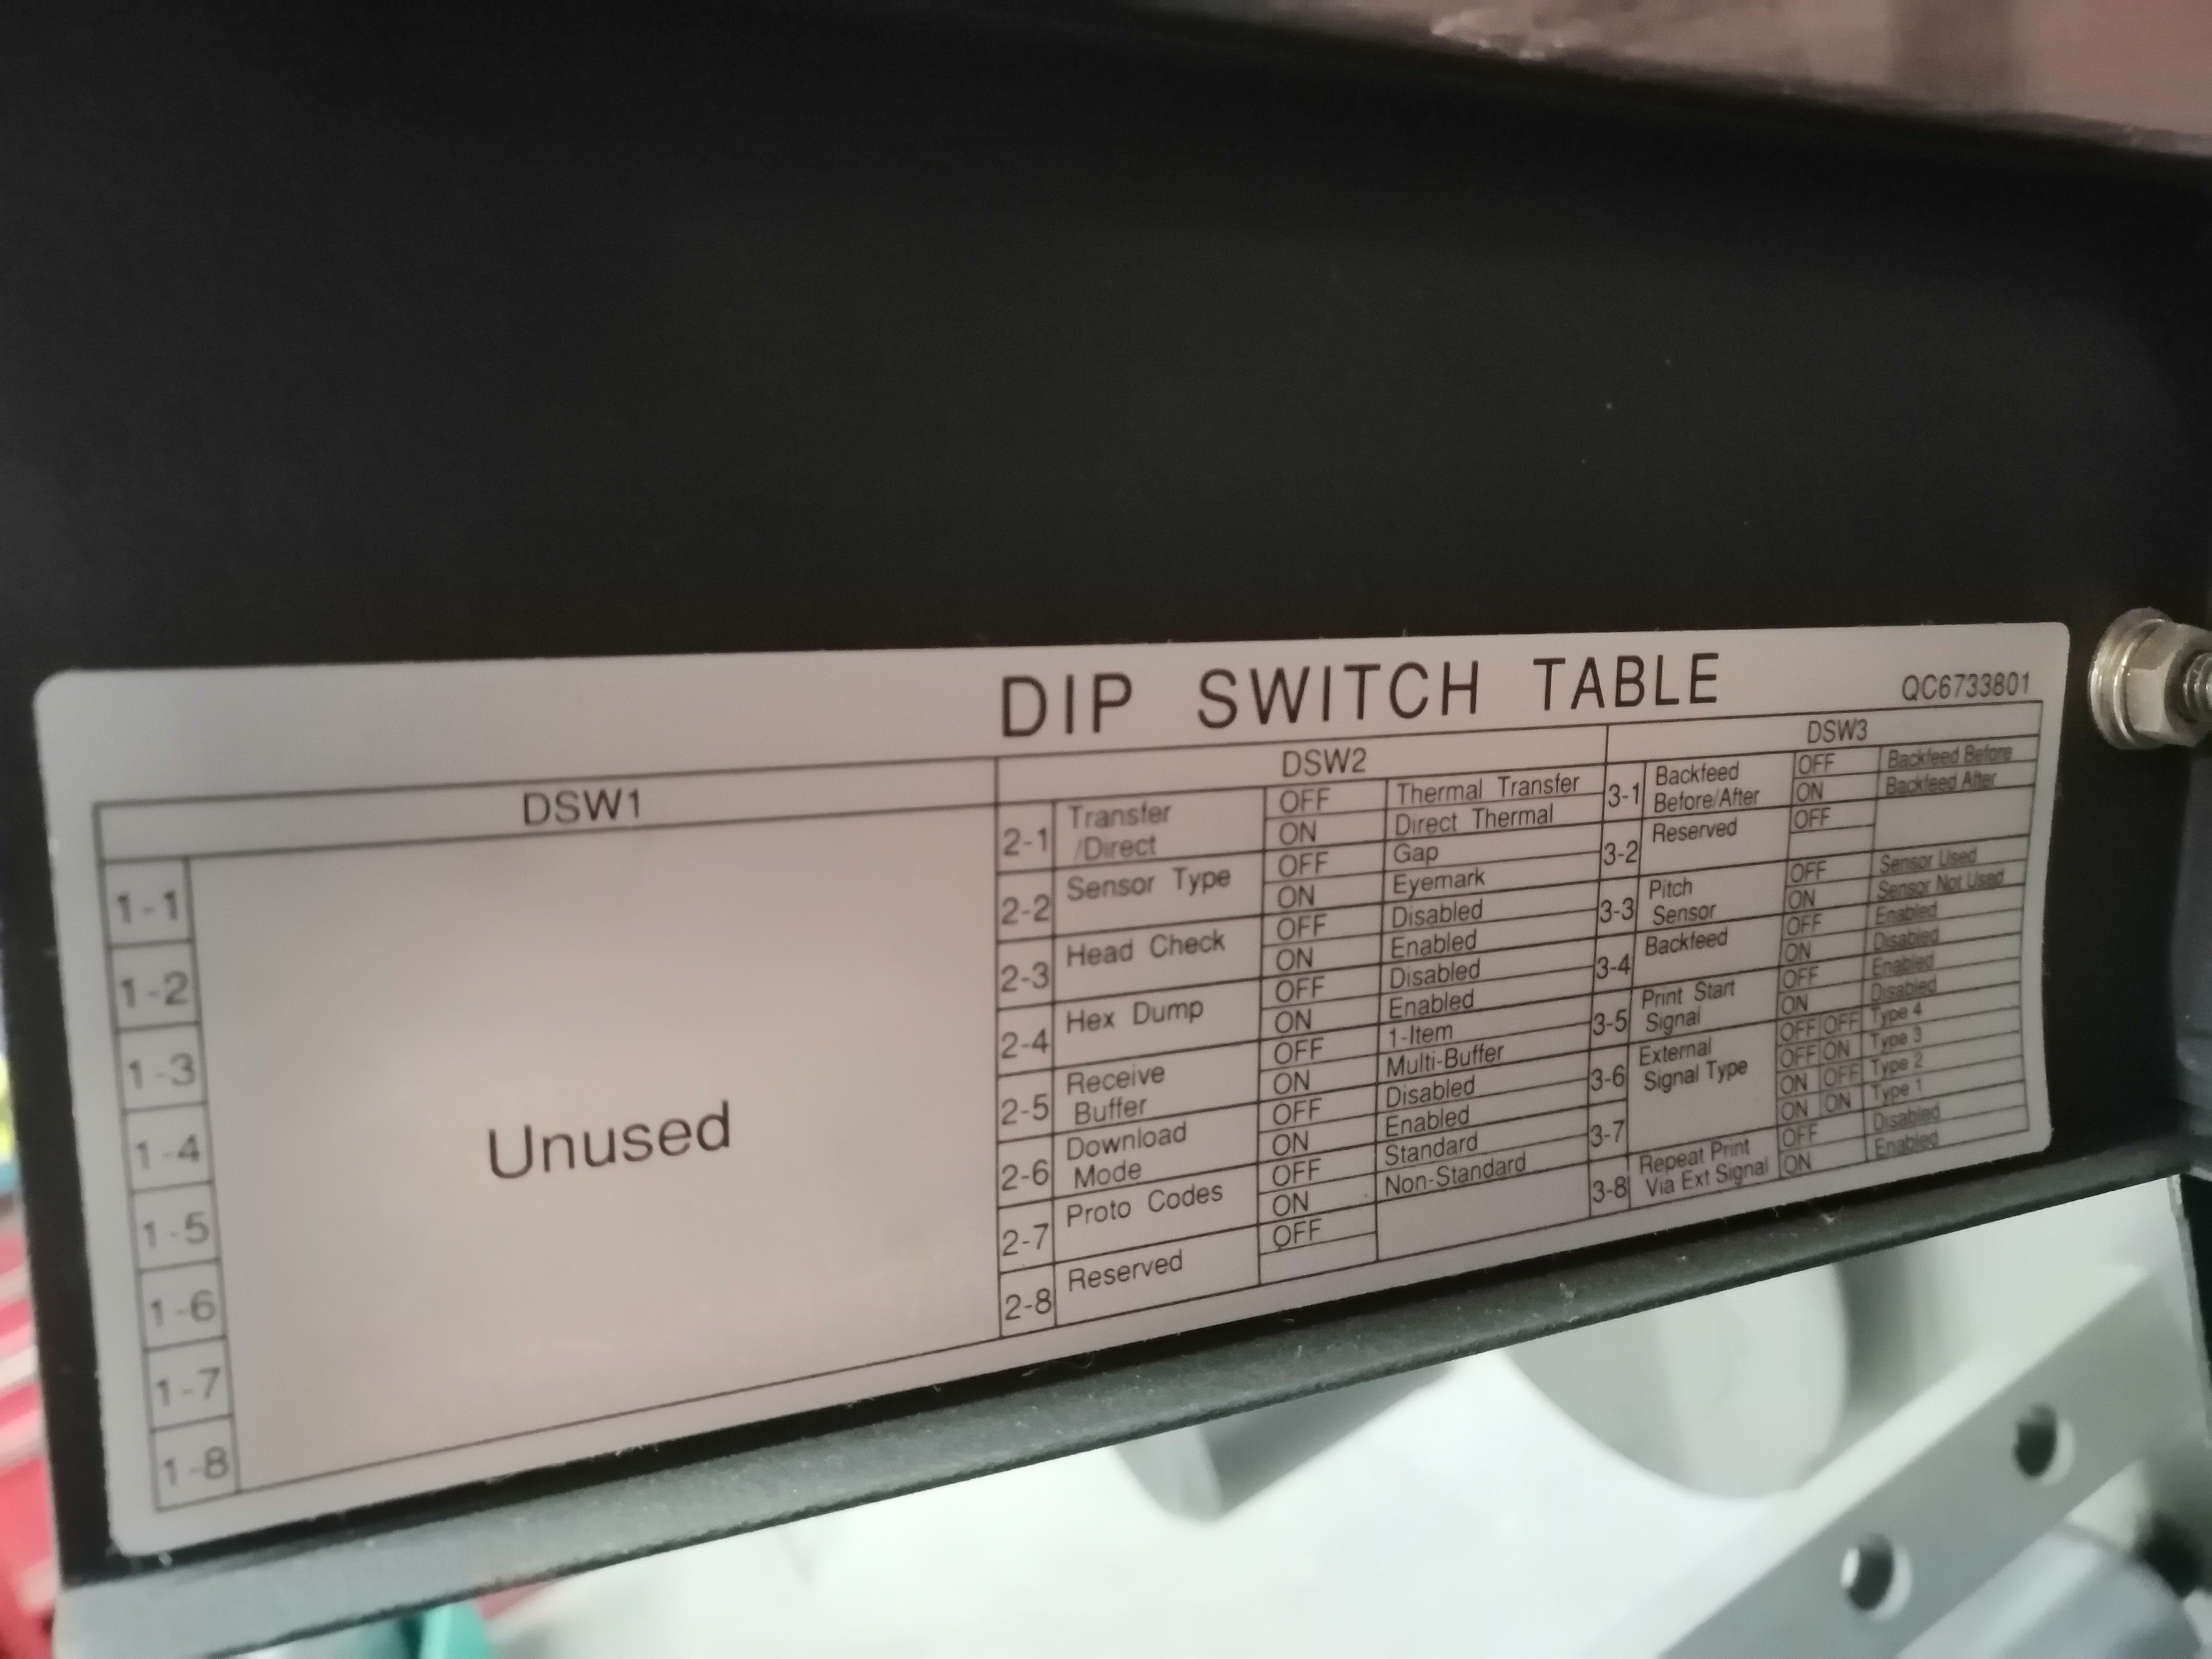 DIP SWITCH TABLE
QC6733801
DSW1
1-1
1-2
1-3
1-4
1-5
1-6
1-7
1-8
Unused
DSW2
2-1 Transfer /Direct OFF Thermal Transfer
ON Direct Thermal
2-2 Sensor Type OFF Gap
ON Eyemark
2-3 Head Check OFF Disabled
ON Enabled
2-4 Hex Dump OFF Disabled
ON Enabled
2-5 Receive Buffer OFF 1-Item
ON Multi-Buffer
2-6 Download Mode OFF Disabled
ON Enabled
2-7 Proto Codes OFF Standard
ON Non-Standard
2-8 Reserved OFF
DSW3
3-1 Backfeed Before/After OFF Backfeed Before
ON Backfeed After
3-2 Reserved OFF
3-3 Pitch Sensor OFF Sensor Used
ON Sensor Not Used
3-4 Backfeed OFF Enabled
ON Disabled
3-5 Print Start Signal OFF Enabled
ON Disabled
3-6 External Signal Type OFF OFF Type 4
OFF ON Type 3
3-7 ON OFF Type 2
ON ON Type 1
3-8 Repeat Print Via Ext Signal OFF Disabled
ON Enabled